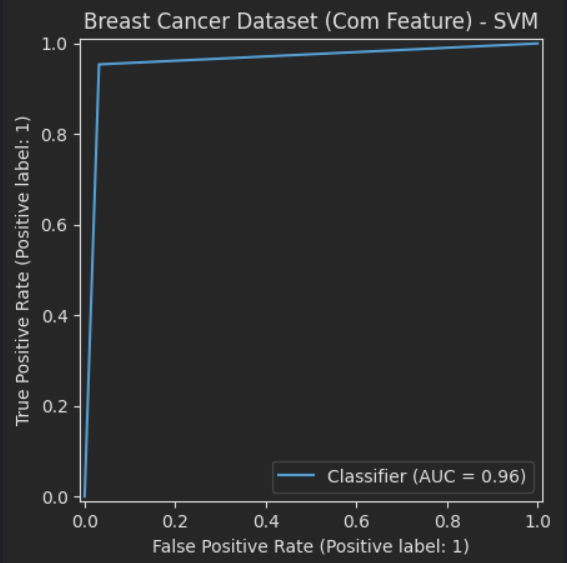 Breast Cancer Dataset (Com Feature) - SVM
True Positive Rate (Positive label: 1)
1.0
0.8
0.6
0.4
0.2
0.0
Classifier (AUC = 0.96)
0.0 0.2 0.4 0.6 0.8 1.0
False Positive Rate (Positive label: 1)